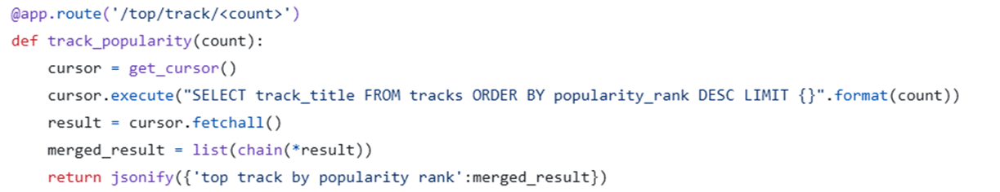 @app.route('/top/track/<count>')
def track_popularity(count):
    cursor = get_cursor()
    cursor.execute("SELECT track_title FROM tracks ORDER BY popularity_rank DESC LIMIT {}".format(count))
    result = cursor.fetchall()
    merged_result = list(chain(*result))
    return jsonify({'top track by popularity rank':merged_result})